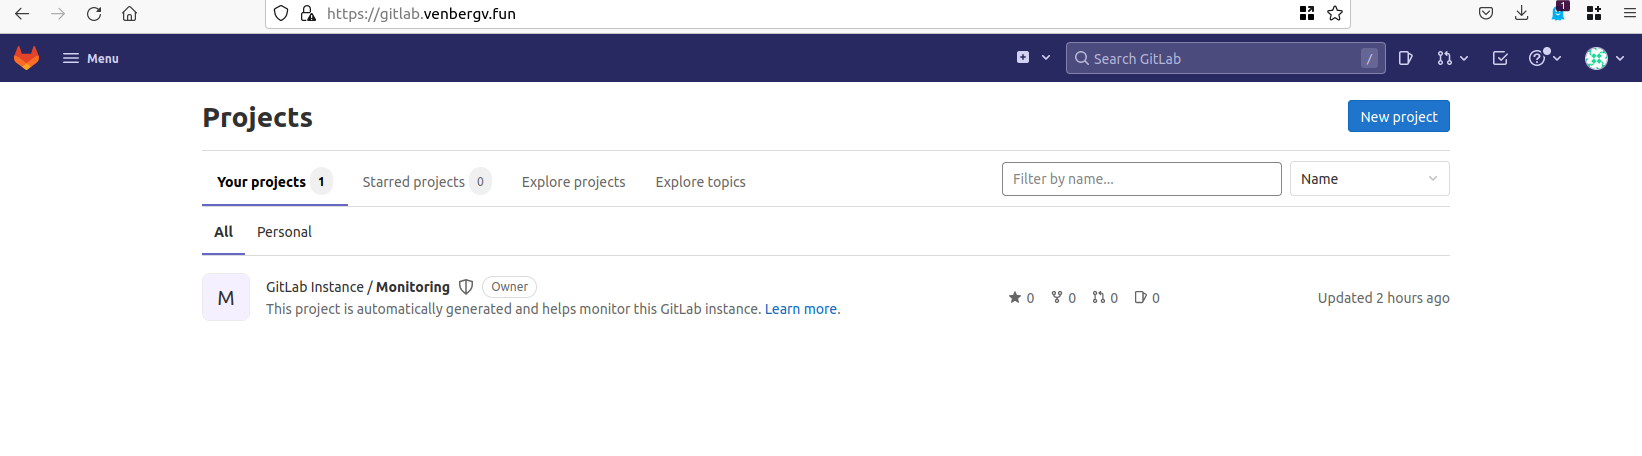 https://gitlab.venbergv.fun
1
Menu
Search GitLab /
Projects
New project
Your projects 1 Starred projects 0 Explore projects Explore topics Filter by name... Name
All Personal
M GitLab Instance / Monitoring Owner 0 0 0 0 Updated 2 hours ago
This project is automatically generated and helps monitor this GitLab instance. Learn more.